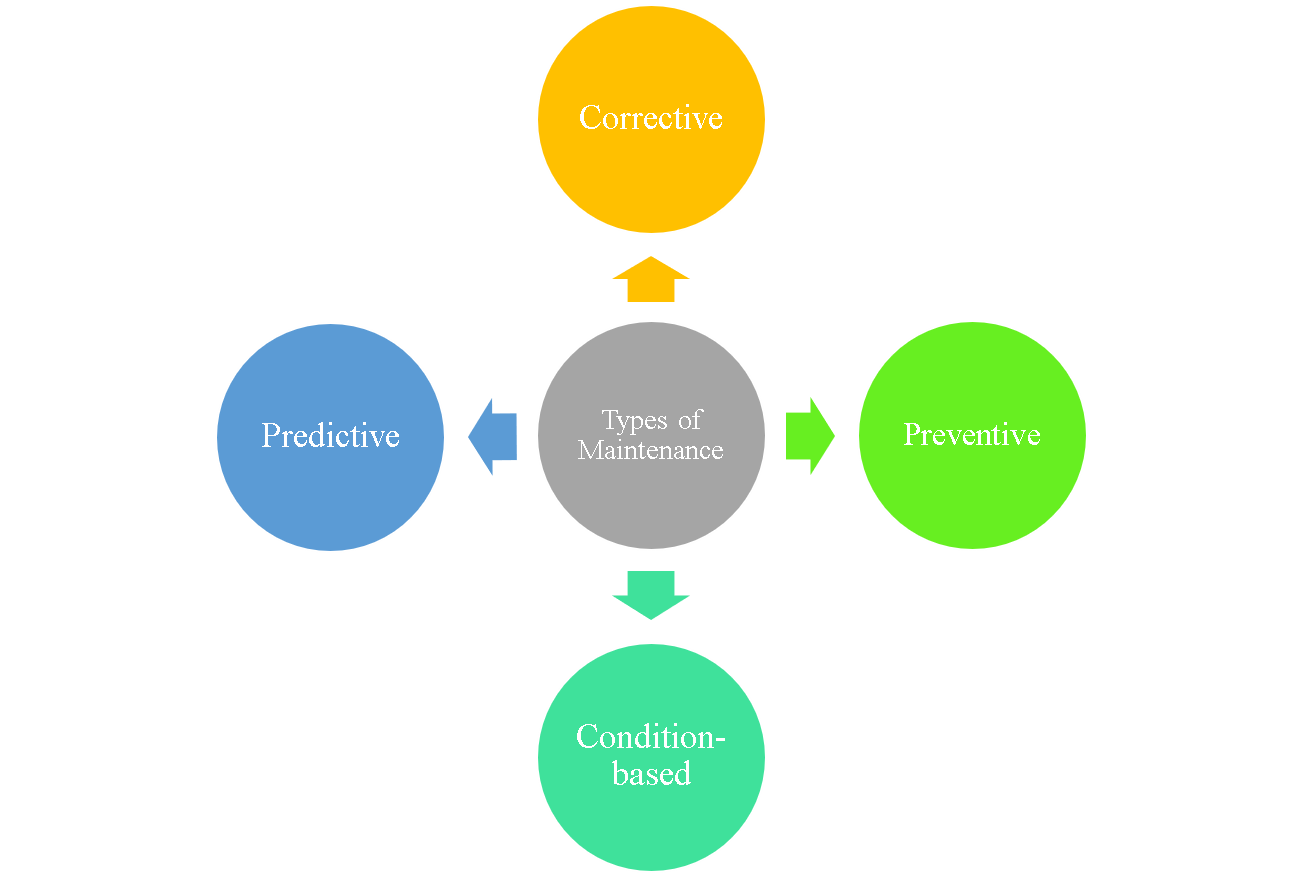 Corrective
Predictive
Types of
Maintenance
Preventive
Condition-
based